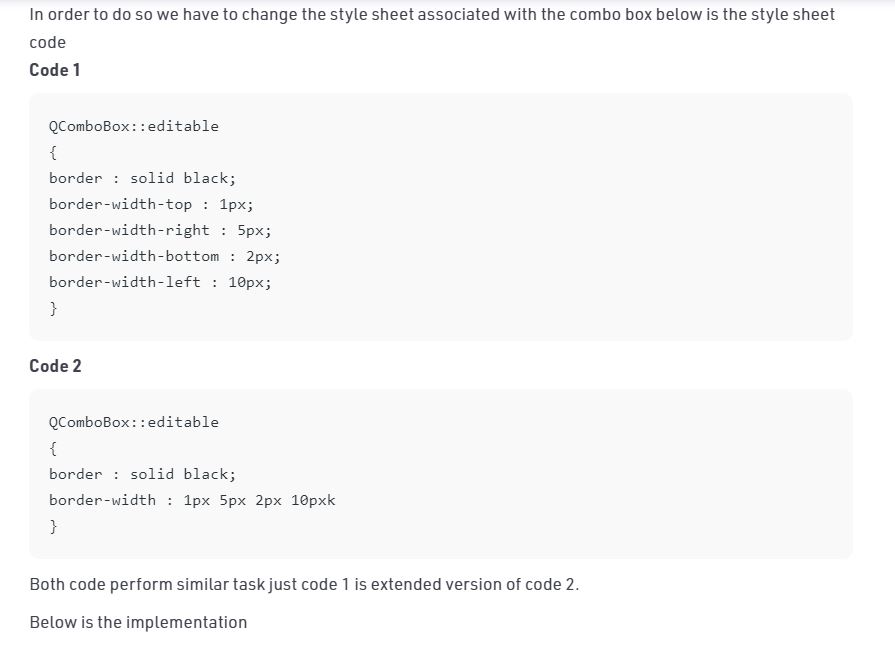 In order to do so we have to change the style sheet associated with the combo box below is the style sheet
code
Code 1
QComboBox::editable
{
border : solid black;
border-width-top : 1px;
border-width-right : 5px;
border-width-bottom : 2px;
border-width-left : 10px;
}
Code 2
QComboBox::editable
{
border : solid black;
border-width : 1px 5px 2px 10pxk
}
Both code perform similar task just code 1 is extended version of code 2.
Below is the implementation